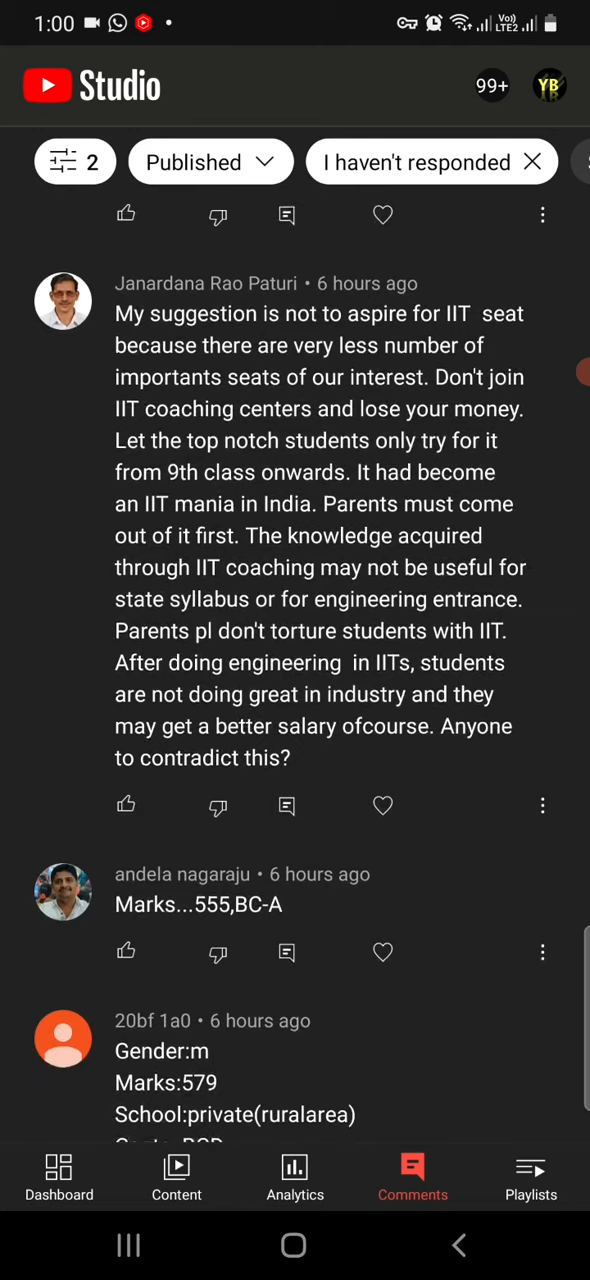 1:00
Vo))
LTE2
Studio
99+
YB
2
Published
I haven't responded
Janardana Rao Paturi • 6 hours ago
My suggestion is not to aspire for IIT seat
because there are very less number of
importants seats of our interest. Don't join
IIT coaching centers and lose your money.
Let the top notch students only try for it
from 9th class onwards. It had become
an IIT mania in India. Parents must come
out of it first. The knowledge acquired
through IIT coaching may not be useful for
state syllabus or for engineering entrance.
Parents pl don't torture students with IIT.
After doing engineering in IITs, students
are not doing great in industry and they
may get a better salary ofcourse. Anyone
to contradict this?
andela nagaraju • 6 hours ago
Marks...555,BC-A
20bf 1a0 • 6 hours ago
Gender:m
Marks:579
School:private(ruralarea)
Dashboard
Content
Analytics
Comments
Playlists